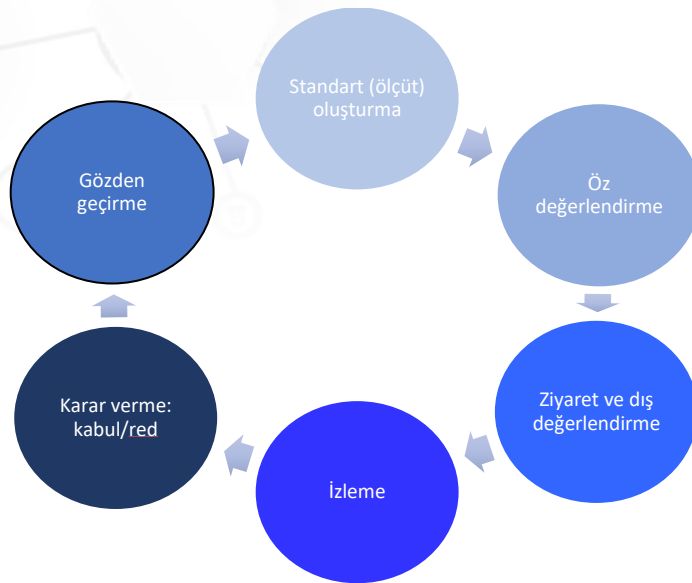 Standart (ölçüt)
oluşturma
Öz
değerlendirme
Ziyaret ve dış
değerlendirme
İzleme
Karar verme:
kabul/red
Gözden
geçirme